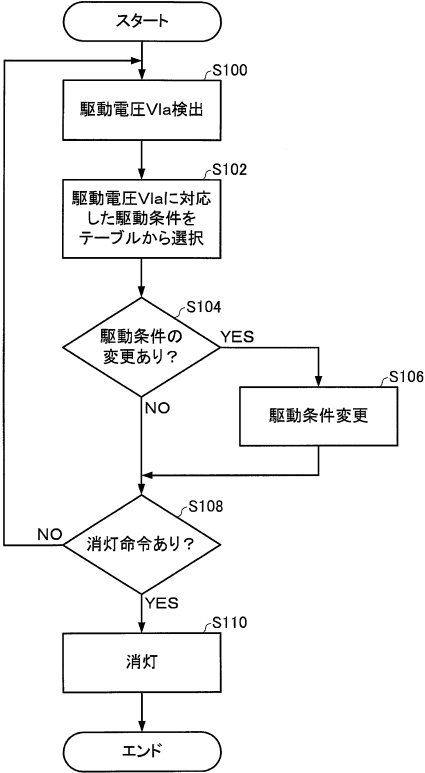 スタート
S100
駆動電圧Vla検出
S102
駆動電圧Vlaに対応
した駆動条件を
テーブルから選択
S104
駆動条件の
変更あり？
YES
NO
S106
駆動条件変更
S108
消灯命令あり？
NO
YES
S110
消灯
エンド